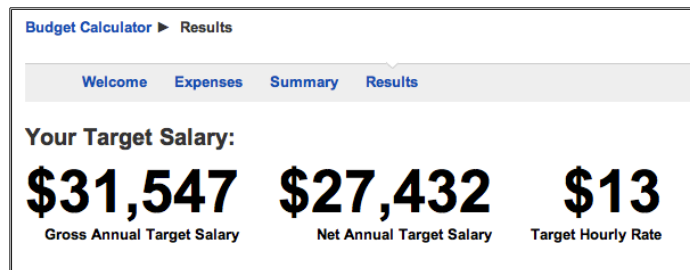 Budget Calculator ► Results
Welcome Expenses Summary Results
Your Target Salary:
$31,547 $27,432 $13
Gross Annual Target Salary Net Annual Target Salary Target Hourly Rate